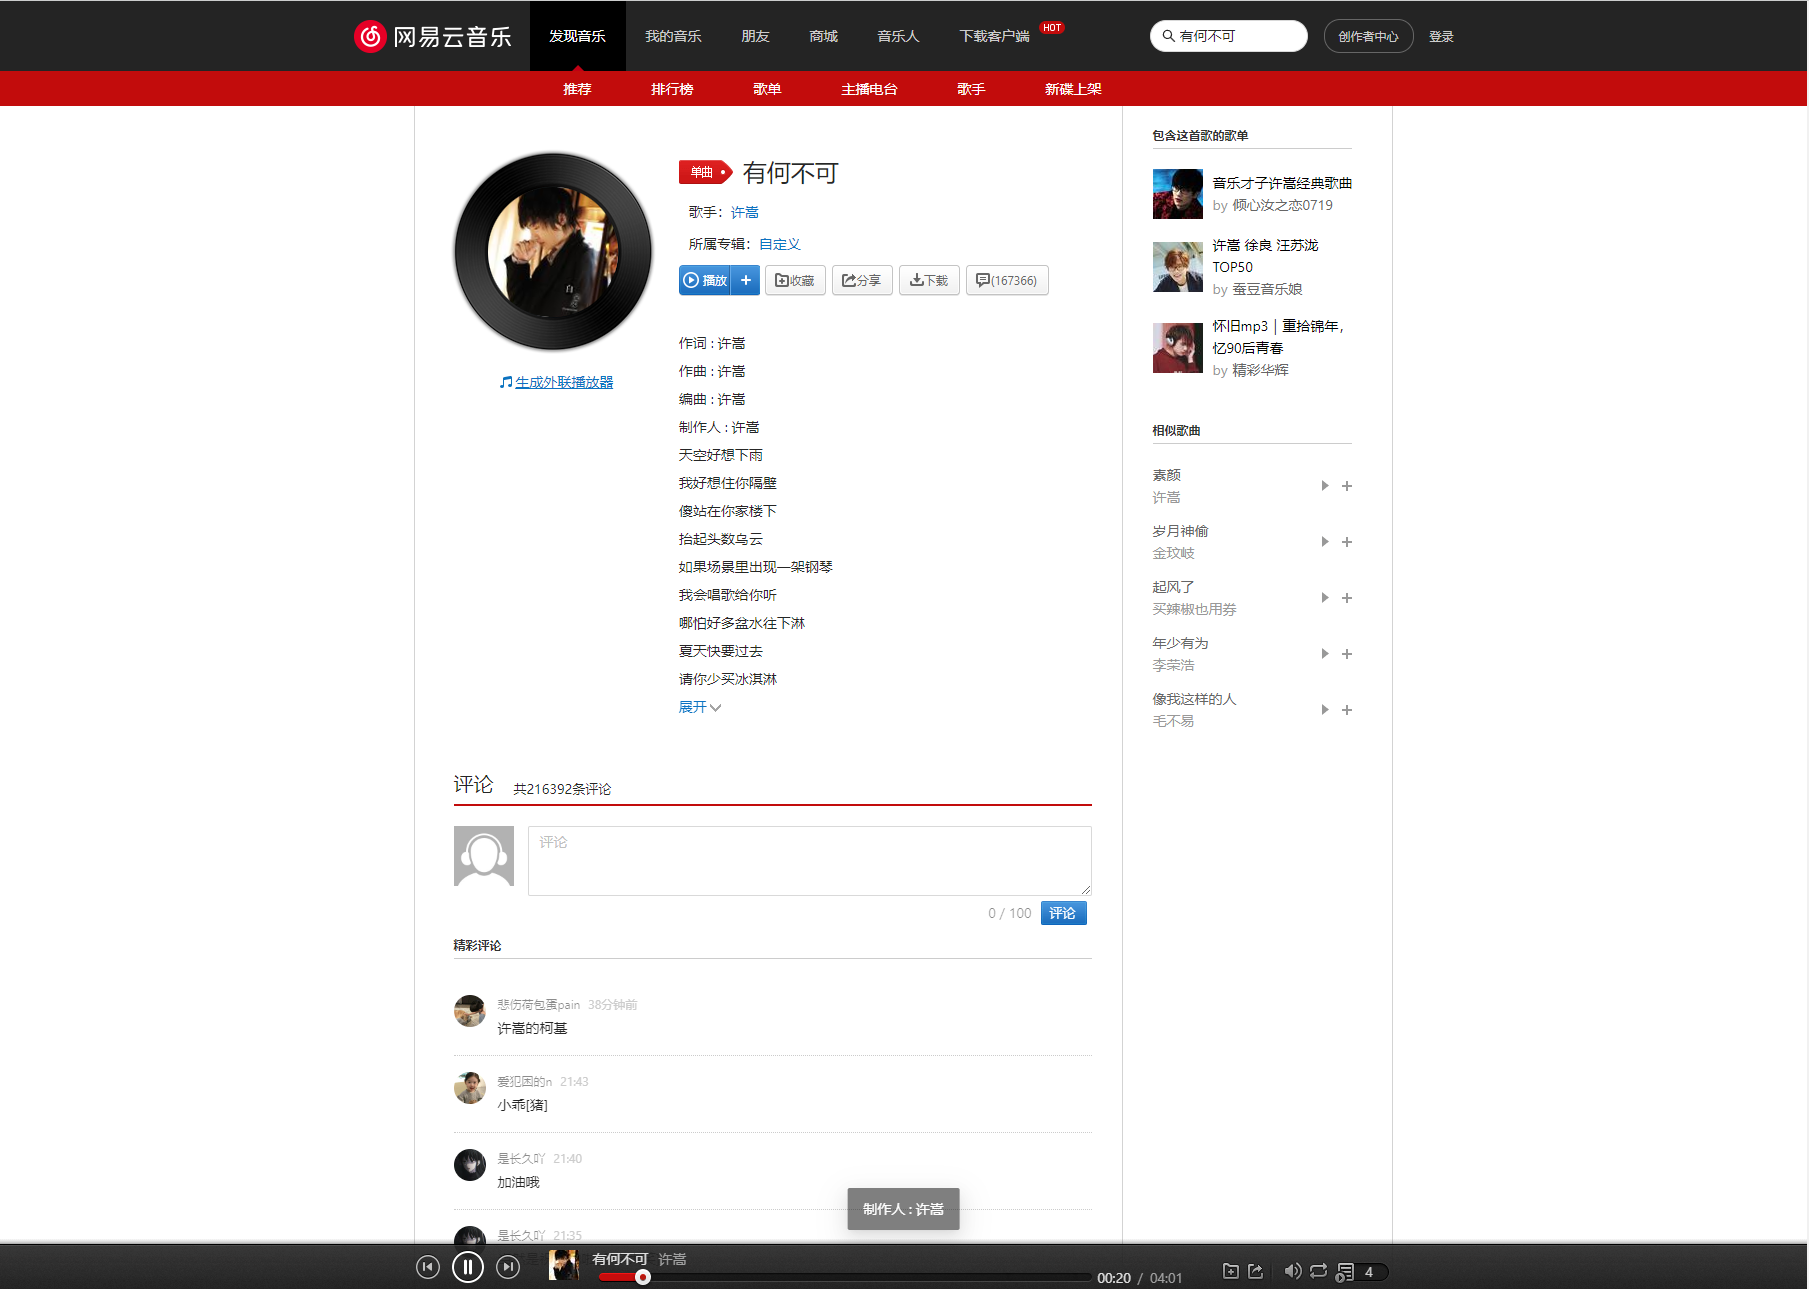 网易云音乐
发现音乐 我的音乐 朋友 商城 音乐人 下载客户端 HOT
有何不可
创作者中心 登录
推荐 排行榜 歌单 主播电台 歌手 新碟上架
单曲 有何不可
歌手：许嵩
所属专辑：自定义
播放 + 收藏 分享 下载 (167366)
生成外联播放器
作词 : 许嵩
作曲 : 许嵩
编曲 : 许嵩
制作人 : 许嵩
天空好想下雨
我好想住你隔壁
傻站在你家楼下
抬起头数乌云
如果场景里出现一架钢琴
我会唱歌给你听
哪怕好多盆水往下淋
夏天快要过去
请你少买冰淇淋
展开
评论 共216392条评论
评论
0 / 100 评论
精彩评论
悲伤荷包蛋pain 38分钟前
许嵩的柯基
爱犯困的n 21:43
小乖[猪]
是长久吖 21:40
加油哦
是长久吖 21:35
包含这首歌的歌单
音乐才子许嵩经典歌曲
by 倾心汝之恋0719
许嵩 徐良 汪苏泷
TOP50
by 蚕豆音乐娘
怀旧mp3｜重拾锦年，
忆90后青春
by 精彩华辉
相似歌曲
素颜
许嵩
岁月神偷
金玟岐
起风了
买辣椒也用券
年少有为
李荣浩
像我这样的人
毛不易
制作人 : 许嵩
有何不可 许嵩
00:20 / 04:01
4